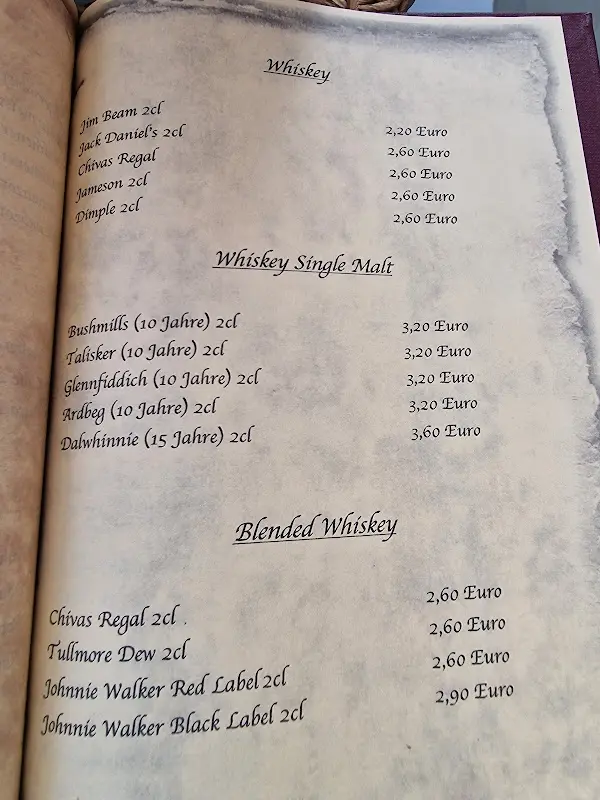 Whiskey
Jim Beam 2cl 2,20 Euro
Jack Daniel's 2cl 2,60 Euro
Chivas Regal 2,60 Euro
Jameson 2cl 2,60 Euro
Dimple 2cl 2,60 Euro
Whiskey Single Malt
Bushmills (10 Jahre) 2cl 3,20 Euro
Talisker (10 Jahre) 2cl 3,20 Euro
Glennfiddich (10 Jahre) 2cl 3,20 Euro
Ardbeg (10 Jahre) 2cl 3,20 Euro
Dalwhinnie (15 Jahre) 2cl 3,60 Euro
Blended Whiskey
Chivas Regal 2cl . 2,60 Euro
Tullmore Dew 2cl 2,60 Euro
Johnnie Walker Red Label 2cl 2,60 Euro
Johnnie Walker Black Label 2cl 2,90 Euro